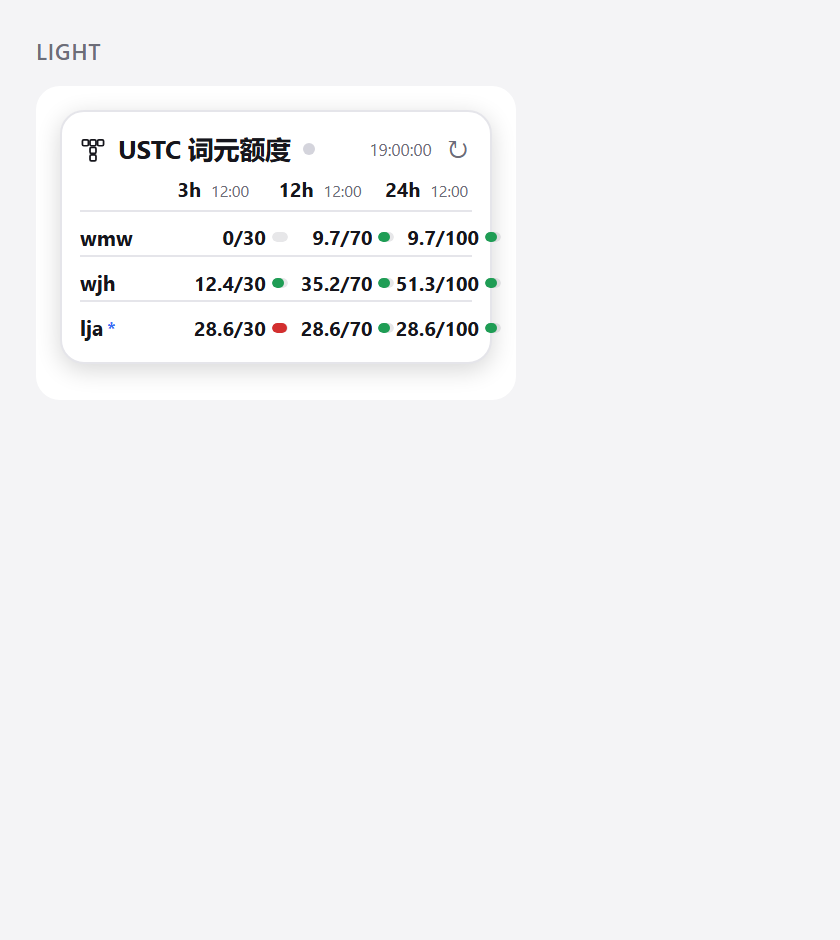 LIGHT
USTC 词元额度 19:00:00
3h 12:00 12h 12:00 24h 12:00
wmw 0/30 9.7/70 9.7/100
wjh 12.4/30 35.2/70 51.3/100
lja * 28.6/30 28.6/70 28.6/100